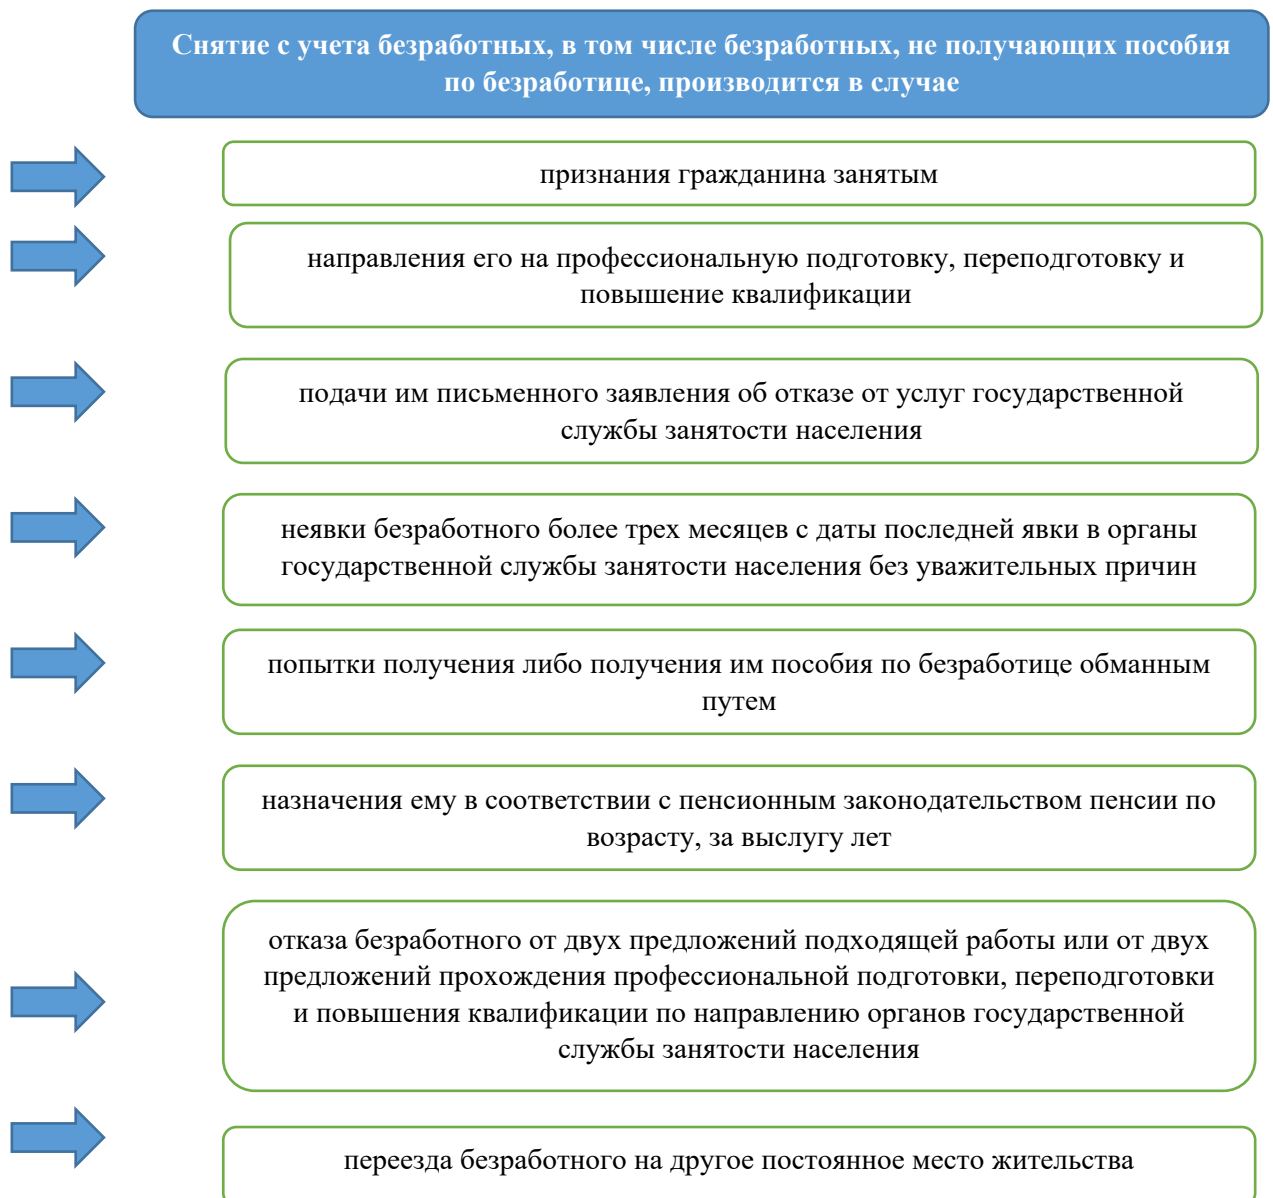 Снятие с учета безработных, в том числе безработных, не получающих пособия
по безработице, производится в случае
признания гражданина занятым
направления его на профессиональную подготовку, переподготовку и
повышение квалификации
подачи им письменного заявления об отказе от услуг государственной
службы занятости населения
неявки безработного более трех месяцев с даты последней явки в органы
государственной службы занятости населения без уважительных причин
попытки получения либо получения им пособия по безработице обманным
путем
назначения ему в соответствии с пенсионным законодательством пенсии по
возрасту, за выслугу лет
отказа безработного от двух предложений подходящей работы или от двух
предложений прохождения профессиональной подготовки, переподготовки
и повышения квалификации по направлению органов государственной
службы занятости населения
переезда безработного на другое постоянное место жительства